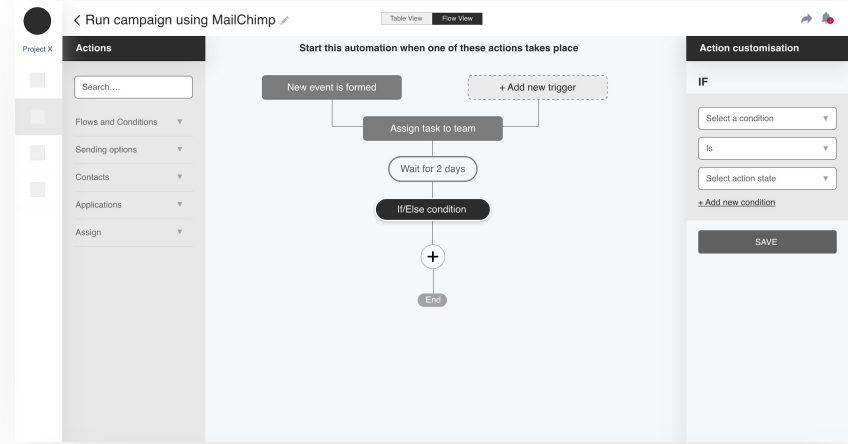 Run campaign using MailChimp
Table View
Flow View
Project X
Actions
Search....
Flows and Conditions
Sending options
Contacts
Applications
Assign
Start this automation when one of these actions takes place
New event is formed
+ Add new trigger
Assign task to team
Wait for 2 days
If/Else condition
+
End
Action customisation
IF
Select a condition
Is
Select action state
+ Add new condition
SAVE